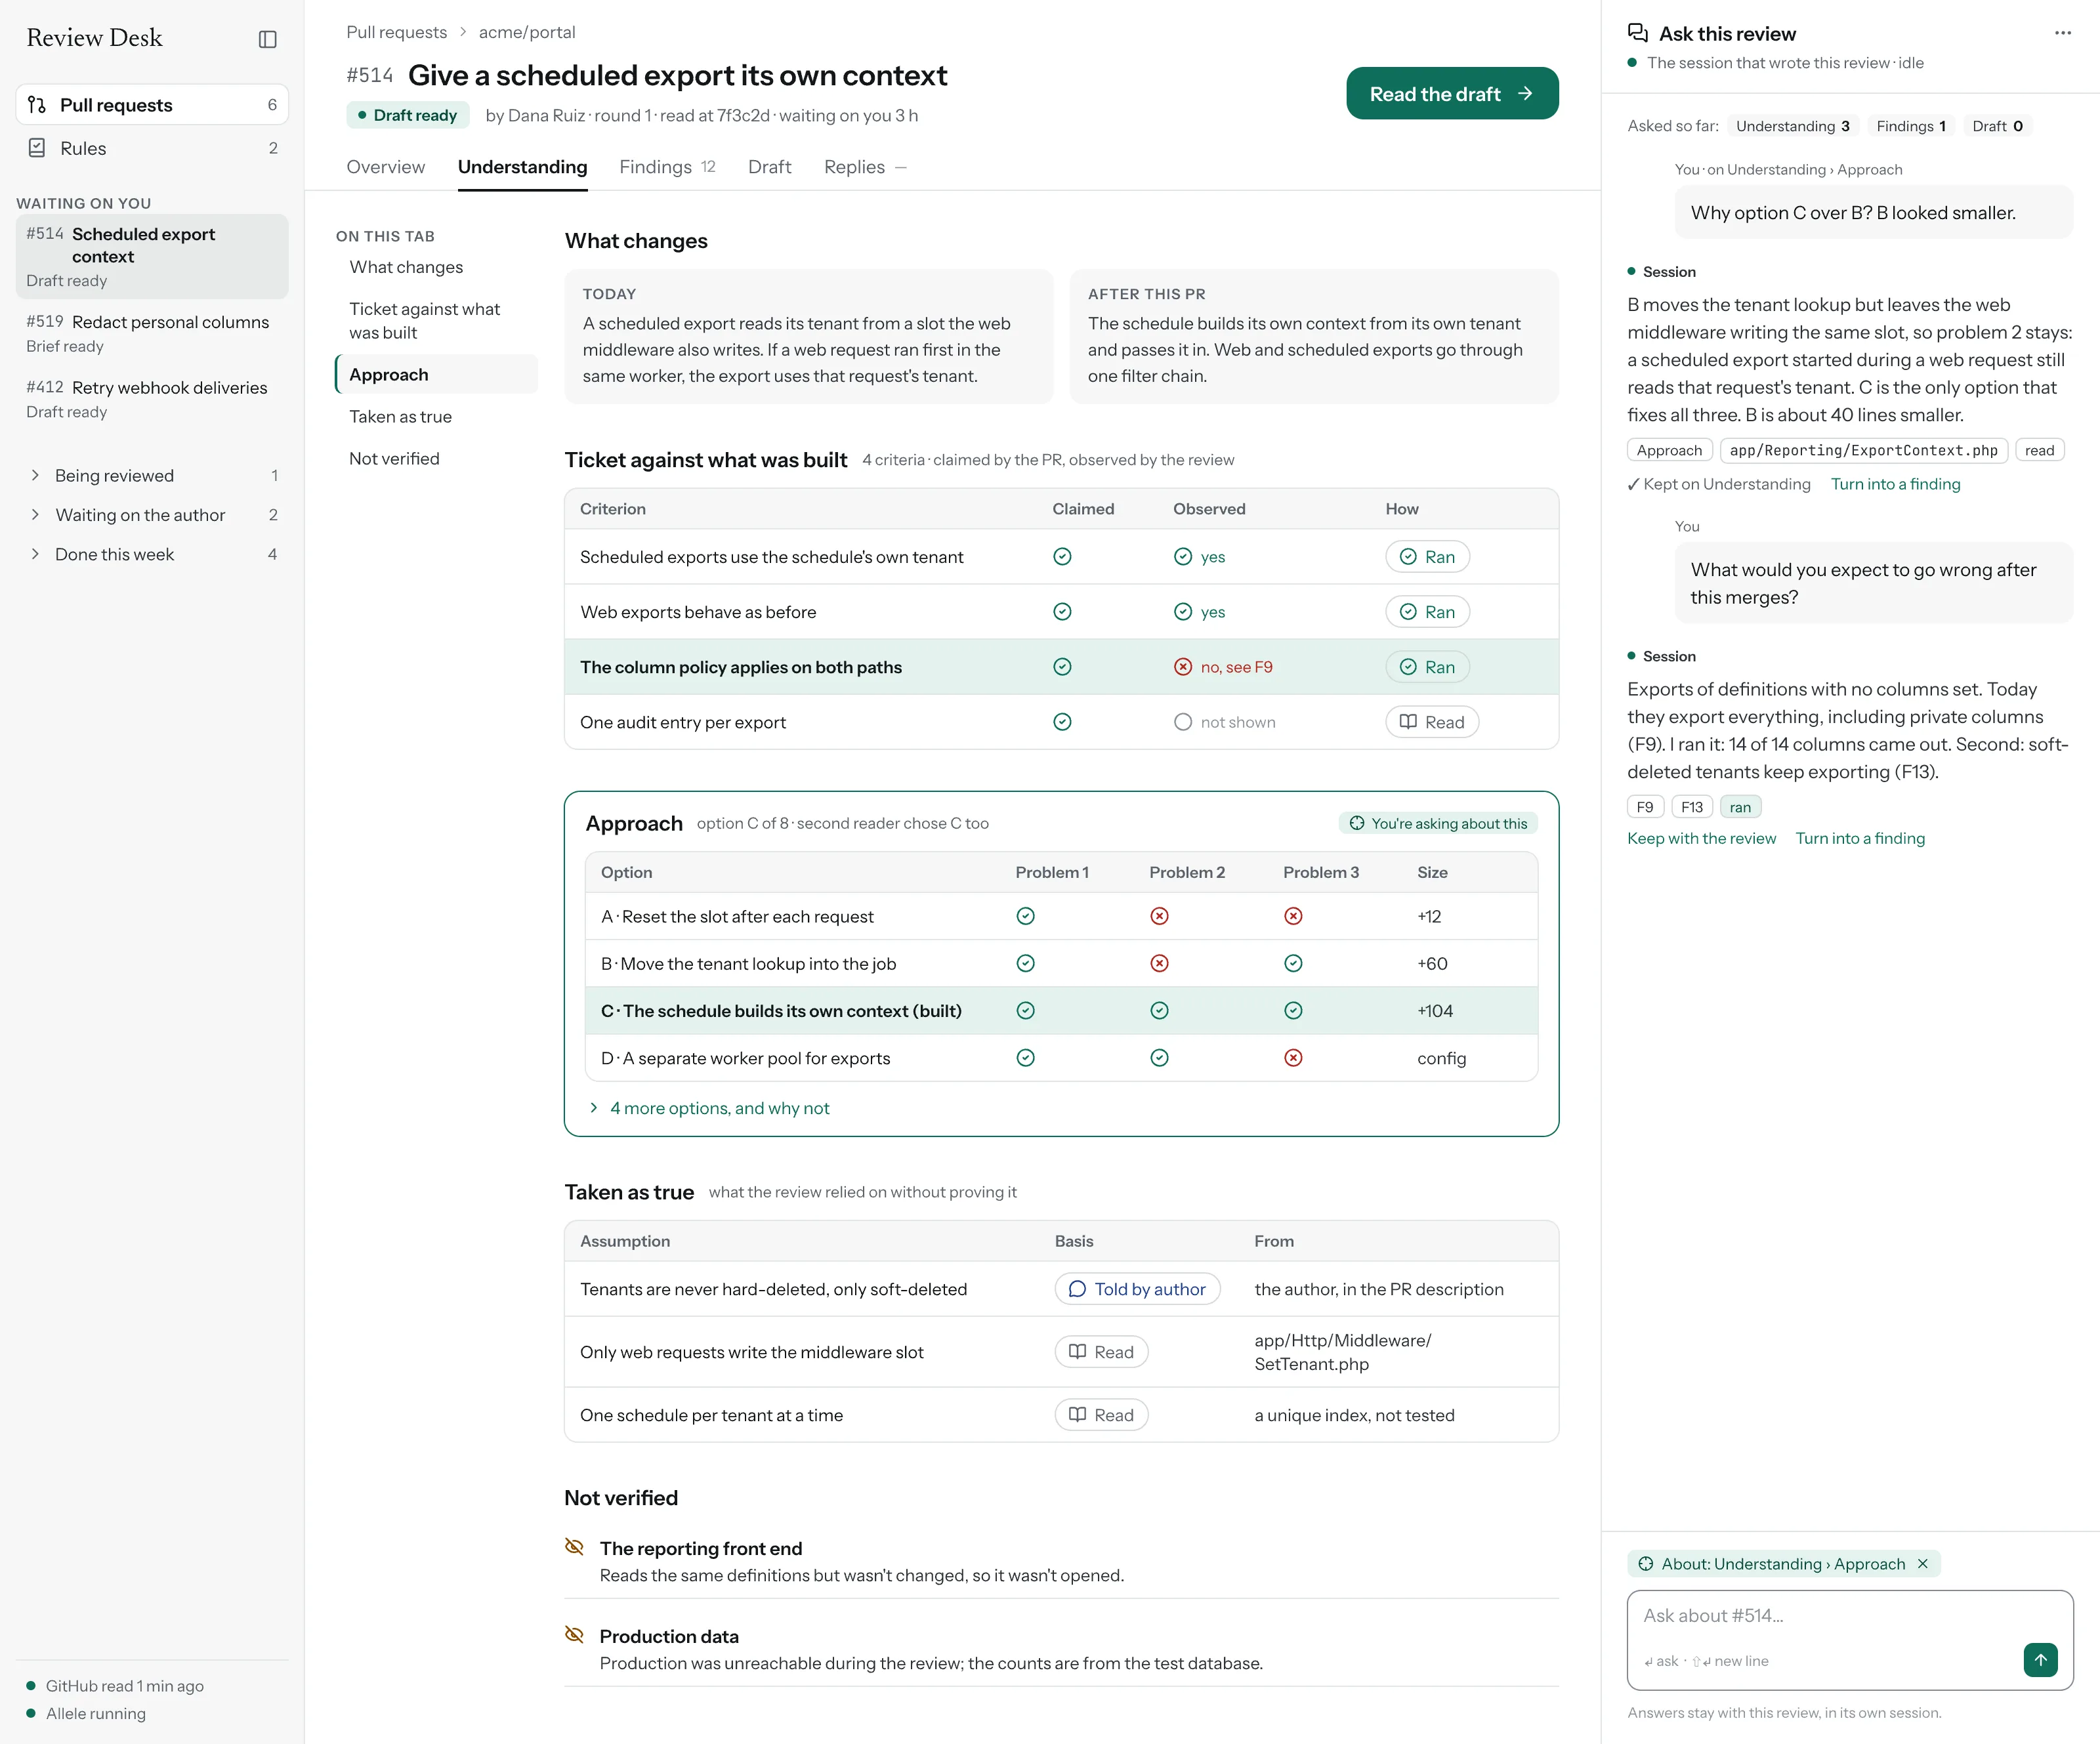 Review Desk
Pull requests 6
Rules 2
WAITING ON YOU
#514 Scheduled export
context
Draft ready
#519 Redact personal columns
Brief ready
#412 Retry webhook deliveries
Draft ready
Being reviewed 1
Waiting on the author 2
Done this week 4
GitHub read 1 min ago
Allele running
Pull requests > acme/portal
#514 Give a scheduled export its own context
Draft ready by Dana Ruiz · round 1 · read at 7f3c2d · waiting on you 3 h
Read the draft →
Overview Understanding Findings 12 Draft Replies —
ON THIS TAB
What changes
Ticket against what
was built
Approach
Taken as true
Not verified
What changes
TODAY
A scheduled export reads its tenant from a slot the web
middleware also writes. If a web request ran first in the
same worker, the export uses that request's tenant.
AFTER THIS PR
The schedule builds its own context from its own tenant
and passes it in. Web and scheduled exports go through
one filter chain.
Ticket against what was built 4 criteria · claimed by the PR, observed by the review
Criterion Claimed Observed How
Scheduled exports use the schedule's own tenant yes Ran
Web exports behave as before yes Ran
The column policy applies on both paths no, see F9 Ran
One audit entry per export not shown Read
Approach option C of 8 · second reader chose C too You're asking about this
Option Problem 1 Problem 2 Problem 3 Size
A · Reset the slot after each request +12
B · Move the tenant lookup into the job +60
C · The schedule builds its own context (built) +104
D · A separate worker pool for exports config
4 more options, and why not
Taken as true what the review relied on without proving it
Assumption Basis From
Tenants are never hard-deleted, only soft-deleted Told by author the author, in the PR description
Only web requests write the middleware slot Read app/Http/Middleware/
SetTenant.php
One schedule per tenant at a time Read a unique index, not tested
Not verified
The reporting front end
Reads the same definitions but wasn't changed, so it wasn't opened.
Production data
Production was unreachable during the review; the counts are from the test database.
Ask this review ...
The session that wrote this review · idle
Asked so far: Understanding 3 Findings 1 Draft 0
You · on Understanding › Approach
Why option C over B? B looked smaller.
Session
B moves the tenant lookup but leaves the web
middleware writing the same slot, so problem 2 stays:
a scheduled export started during a web request still
reads that request's tenant. C is the only option that
fixes all three. B is about 40 lines smaller.
Approach app/Reporting/ExportContext.php read
✓ Kept on Understanding Turn into a finding
You
What would you expect to go wrong after
this merges?
Session
Exports of definitions with no columns set. Today
they export everything, including private columns
(F9). I ran it: 14 of 14 columns came out. Second: soft-
deleted tenants keep exporting (F13).
F9 F13 ran
Keep with the review Turn into a finding
About: Understanding › Approach ×
Ask about #514...
↲ ask · ⇧↲ new line
Answers stay with this review, in its own session.